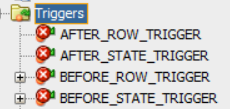 Triggers
AFTER_ROW_TRIGGER
AFTER_STATE_TRIGGER
BEFORE_ROW_TRIGGER
BEFORE_STATE_TRIGGER